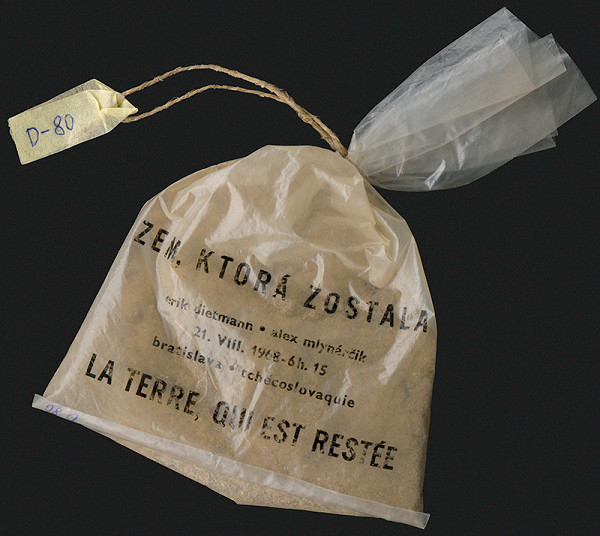 D-80
ZEM, KTORÁ ZOSTALA
erik dietmann • alex mlynárčik
21. VIII. 1968-6h. 15
bratislava • tchécoslovaquie
LA TERRE, QUI EST RESTÉE